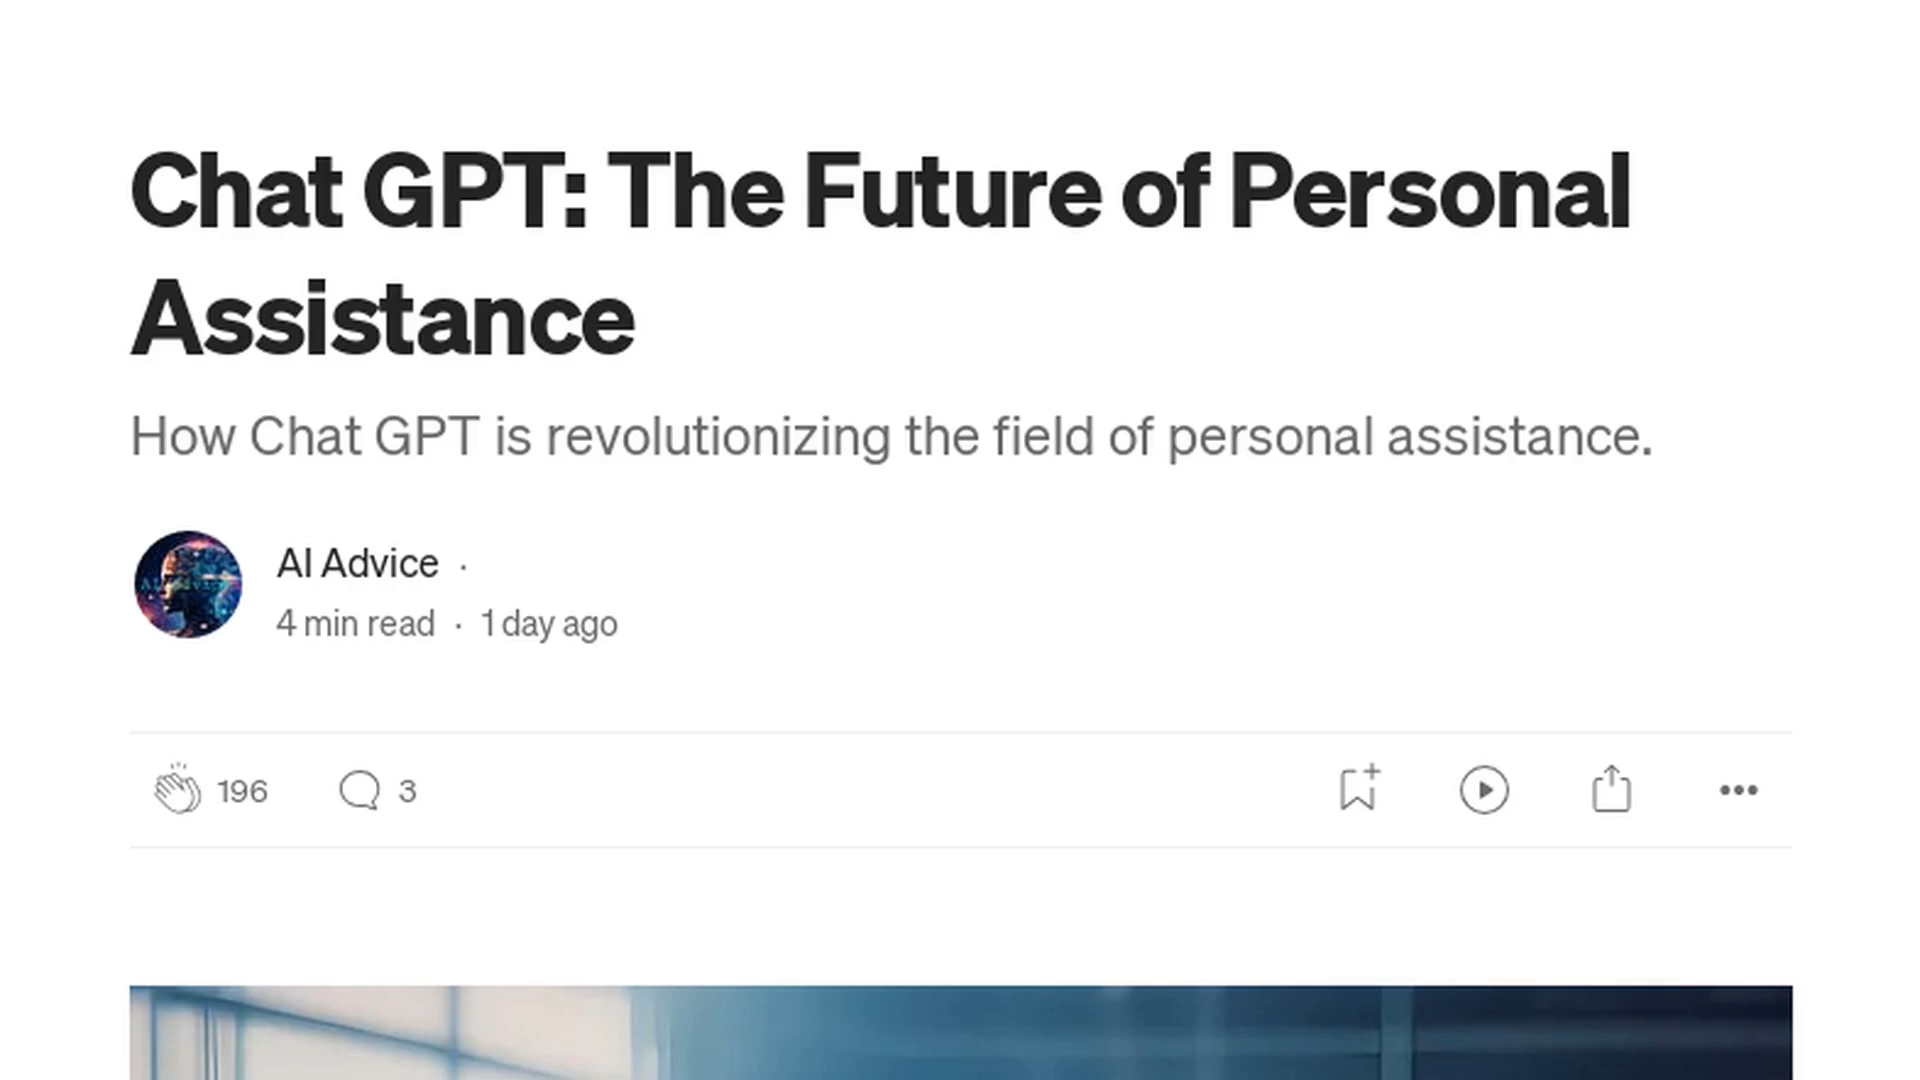 Chat GPT: The Future of Personal
Assistance
How Chat GPT is revolutionizing the field of personal assistance.
AI Advice ·
4 min read · 1 day ago
196 3